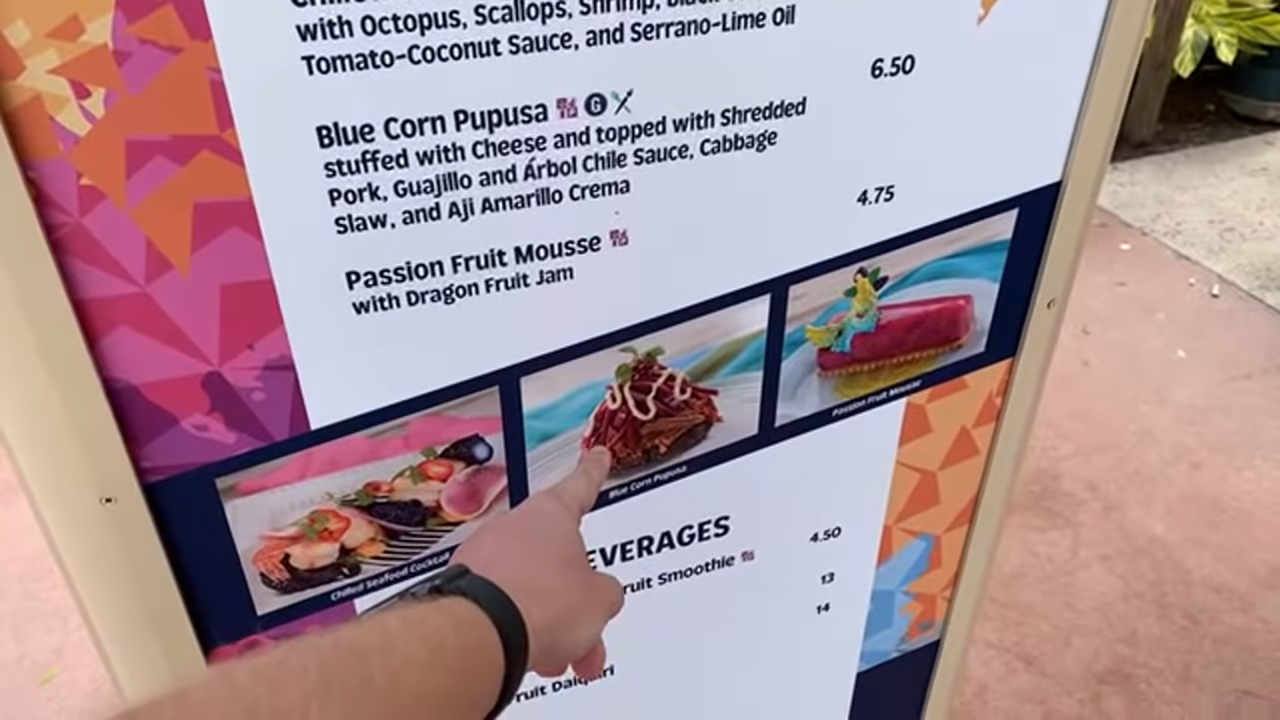 with Octopus, Scallops, Shrimp,
Tomato-Coconut Sauce, and Serrano-Lime Oil
6.50
Blue Corn Pupusa G
stuffed with Cheese and topped with Shredded
Pork, Guajillo and Árbol Chile Sauce, Cabbage
Slaw, and Aji Amarillo Crema
4.75
Passion Fruit Mousse
with Dragon Fruit Jam
Chilled Seafood Cocktail
Blue Corn Pupusa
Passion Fruit Mousse
EVERAGES
ruit Smoothie 4.50
13
14
ruit Daiquiri